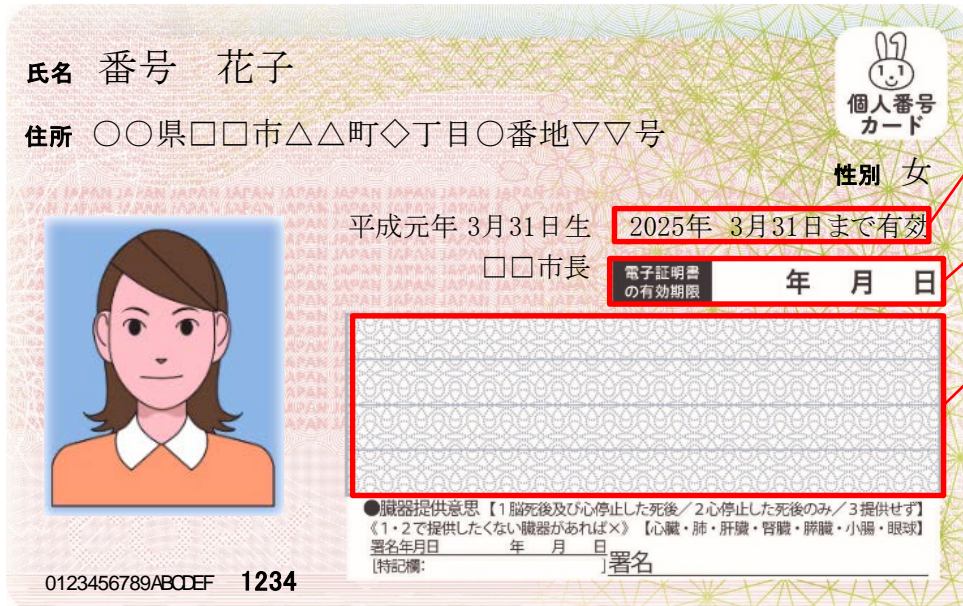 氏名 番号 花子
個人番号
カード
住所 〇〇県□□市△△町◇丁目〇番地▽▽号
性別 女
平成元年 3月31日生 2025年 3月31日まで有効
□□市長
電子証明書
の有効期限 年 月 日
●臓器提供意思【1脳死後及び心停止した死後／2心停止した死後のみ／3提供せず】
《1・2で提供したくない臓器があれば×》【心臓・肺・肝臓・腎臓・膵臓・小腸・眼球】
署名年月日 年 月 日
[特記欄: ]署名
0123456789ABCDEF 1234